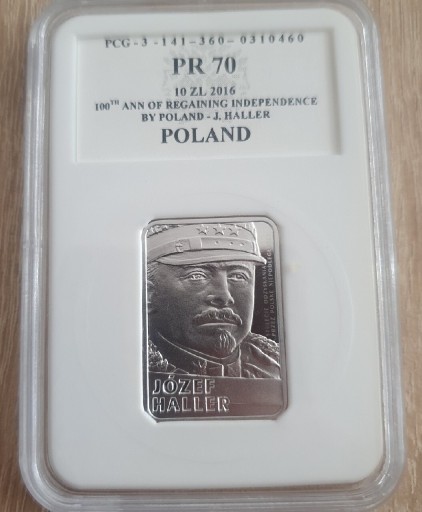 PCG - 3 - 141 - 360 - 0310460
PR 70
10 ZL 2016
100TH ANN OF REGAINING INDEPENDENCE
BY POLAND - J. HALLER
POLAND
JÓZEF
HALLER